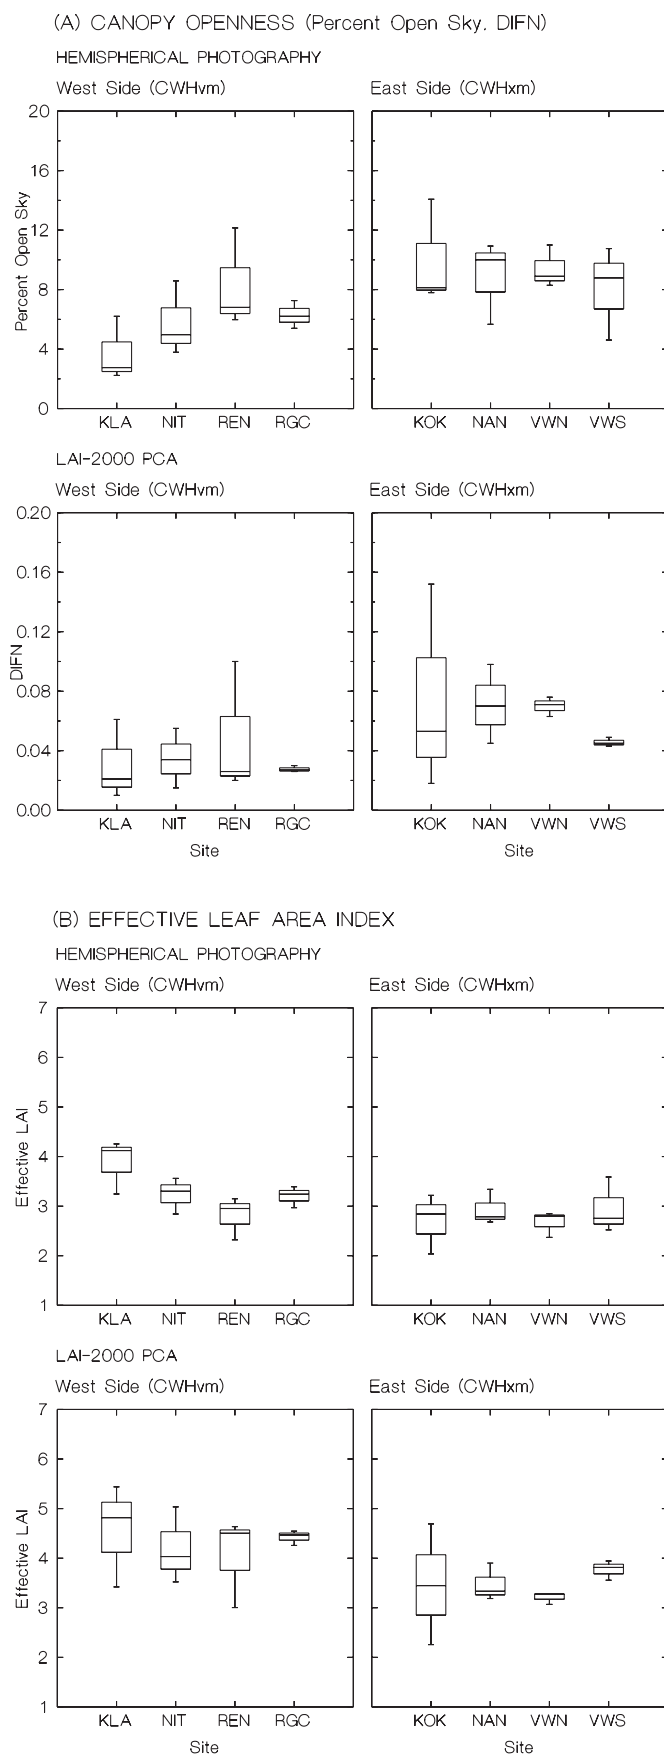 (A) CANOPY OPENNESS (Percent Open Sky, DIFN)
HEMISPHERICAL PHOTOGRAPHY
West Side (CWHvm)
East Side (CWHxm)
Percent Open Sky
20
16
12
8
4
0
KLA NIT REN RGC
KOK NAN VWN VWS
LAI-2000 PCA
West Side (CWHvm)
East Side (CWHxm)
DIFN
0.20
0.16
0.12
0.08
0.04
0.00
KLA NIT REN RGC
KOK NAN VWN VWS
Site
Site
(B) EFFECTIVE LEAF AREA INDEX
HEMISPHERICAL PHOTOGRAPHY
West Side (CWHvm)
East Side (CWHxm)
Effective LAI
7
6
5
4
3
2
1
KLA NIT REN RGC
KOK NAN VWN VWS
LAI-2000 PCA
West Side (CWHvm)
East Side (CWHxm)
Effective LAI
7
6
5
4
3
2
1
KLA NIT REN RGC
KOK NAN VWN VWS
Site
Site